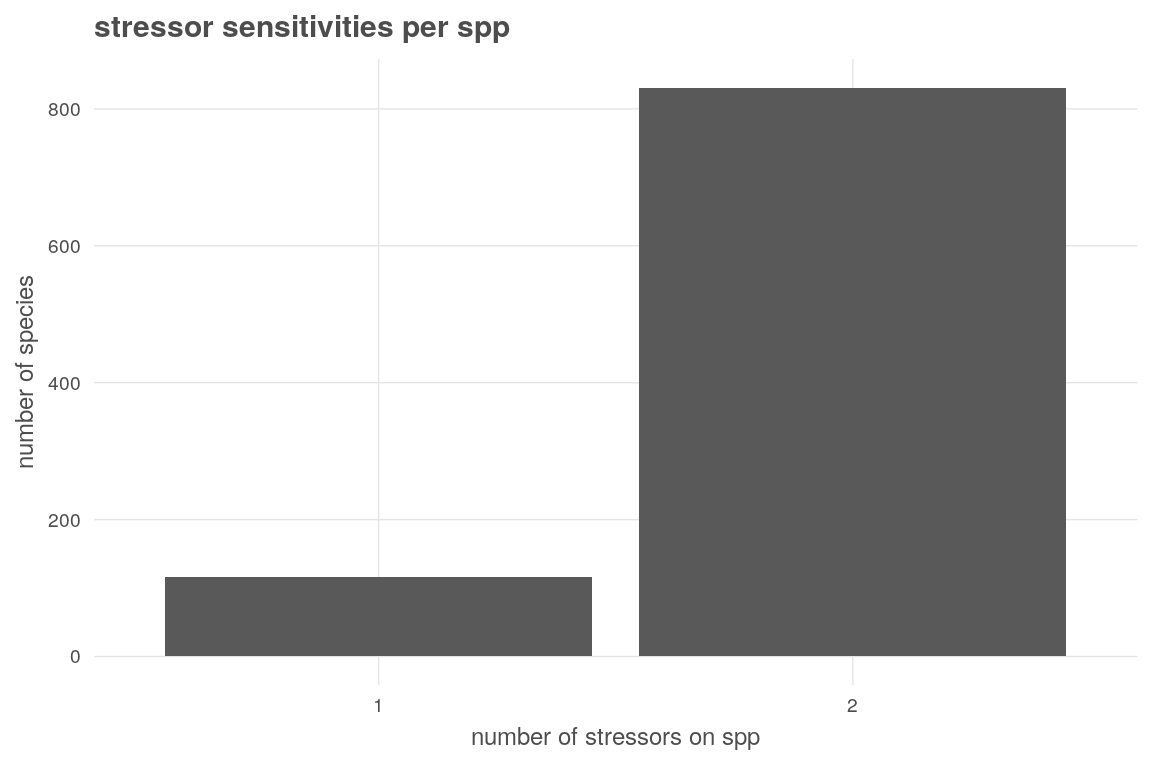 stressor sensitivities per spp
800
600
400
200
0
number of species
1
2
number of stressors on spp